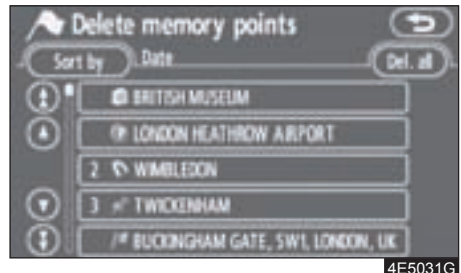 Delete memory points
Sort by Date Del. all
BRITISH MUSEUM
LONDON HEATHROW AIRPORT
2 WIMBLEDON
3 TWICKENHAM
BUCKINGHAM GATE, SW1, LONDON, UK
4E5031G